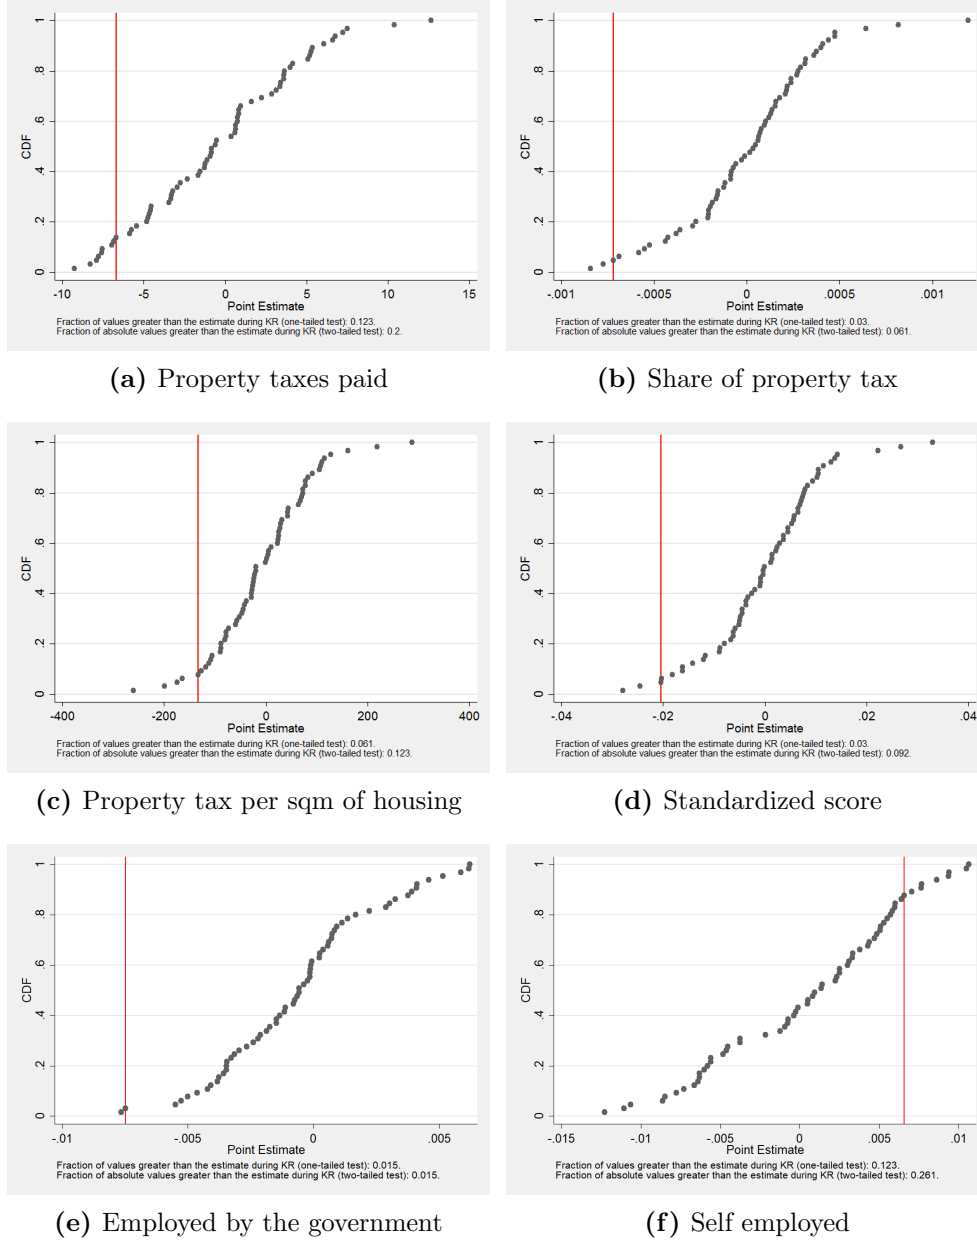 CDF
0 .2 .4 .6 .8 1
-10 -5 0 5 10 15
Point Estimate
Fraction of values greater than the estimate during KR (one-tailed test): 0.123.
Fraction of absolute values greater than the estimate during KR (two-tailed test): 0.2.
(a) Property taxes paid
CDF
0 .2 .4 .6 .8 1
-.001 -.0005 0 .0005 .001
Point Estimate
Fraction of values greater than the estimate during KR (one-tailed test): 0.03.
Fraction of absolute values greater than the estimate during KR (two-tailed test): 0.061.
(b) Share of property tax
CDF
0 .2 .4 .6 .8 1
-400 -200 0 200 400
Point Estimate
Fraction of values greater than the estimate during KR (one-tailed test): 0.061.
Fraction of absolute values greater than the estimate during KR (two-tailed test): 0.123.
(c) Property tax per sqm of housing
CDF
0 .2 .4 .6 .8 1
-.04 -.02 0 .02 .04
Point Estimate
Fraction of values greater than the estimate during KR (one-tailed test): 0.03.
Fraction of absolute values greater than the estimate during KR (two-tailed test): 0.092.
(d) Standardized score
CDF
0 .2 .4 .6 .8 1
-.01 -.005 0 .005
Point Estimate
Fraction of values greater than the estimate during KR (one-tailed test): 0.015.
Fraction of absolute values greater than the estimate during KR (two-tailed test): 0.015.
(e) Employed by the government
CDF
0 .2 .4 .6 .8 1
-.015 -.01 -.005 0 .005 .01
Point Estimate
Fraction of values greater than the estimate during KR (one-tailed test): 0.123.
Fraction of absolute values greater than the estimate during KR (two-tailed test): 0.261.
(f) Self employed